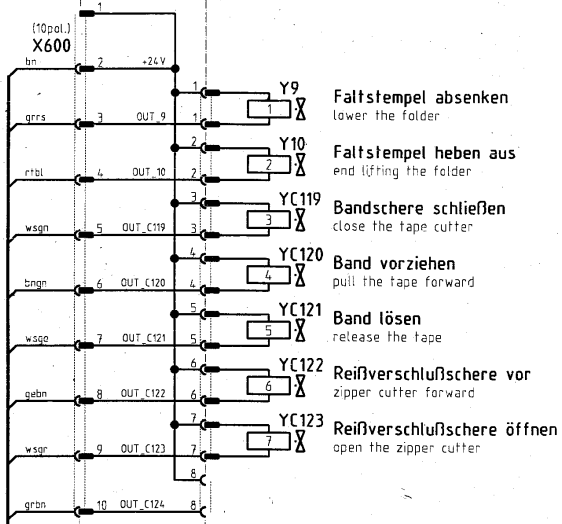 1
(10pol.)
X600
bn 2 +24V
1 Y9
1 Faltstempel absenken
lower the folder
grrs 3 OUT_9 1
2 Y10
2 Faltstempel heben aus
end lifting the folder
rtbl 4 OUT_10 2
3 YC119
3 Bandschere schließen
close the tape cutter
wsgn 5 OUT_C119 3
4 YC120
4 Band vorziehen
pull the tape forward
bngn 6 OUT_C120 4
5 YC121
5 Band lösen
release the tape
wsge 7 OUT_C121 5
6 YC122
6 Reißverschlußschere vor
zipper cutter forward
gebn 8 OUT_C122 6
7 YC123
7 Reißverschlußschere öffnen
open the zipper cutter
wsgr 9 OUT_C123 7
8
grbn 10 OUT_C124 8